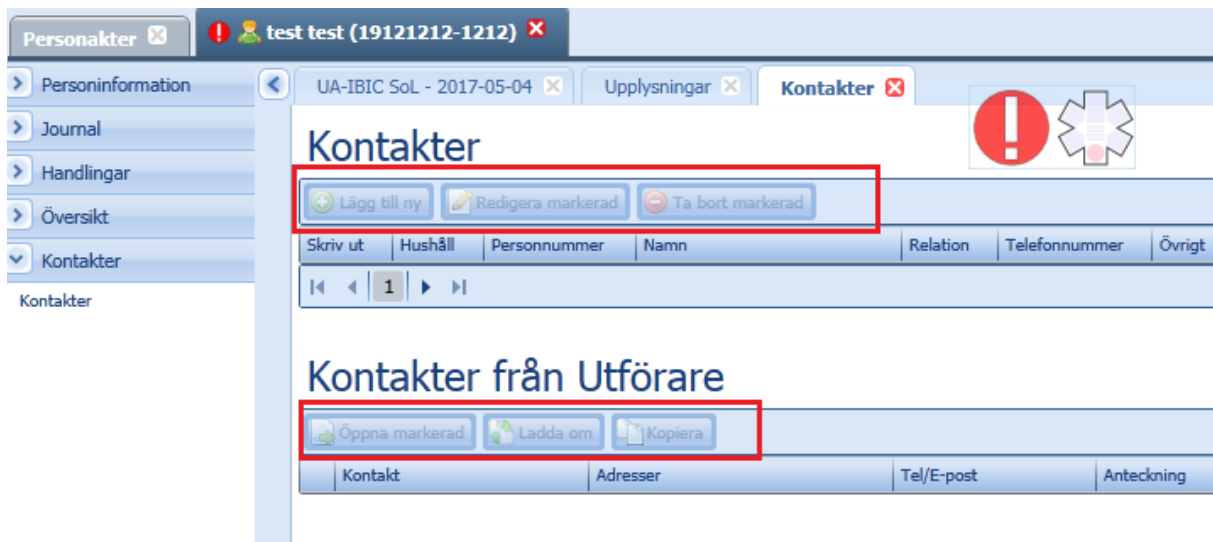 Personakter
test test (19121212-1212)
Personinformation
UA-IBIC SoL - 2017-05-04 Upplysningar Kontakter
Journal
Kontakter
Handlingar
Lägg till ny Redigera markerad Ta bort markerad
Översikt
Skriv ut Hushåll Personnummer Namn Relation Telefonnummer Övrigt
Kontakter
1
Kontakter
Kontakter från Utförare
Öppna markerad Ladda om Kopiera
Kontakt Adresser Tel/E-post Anteckning